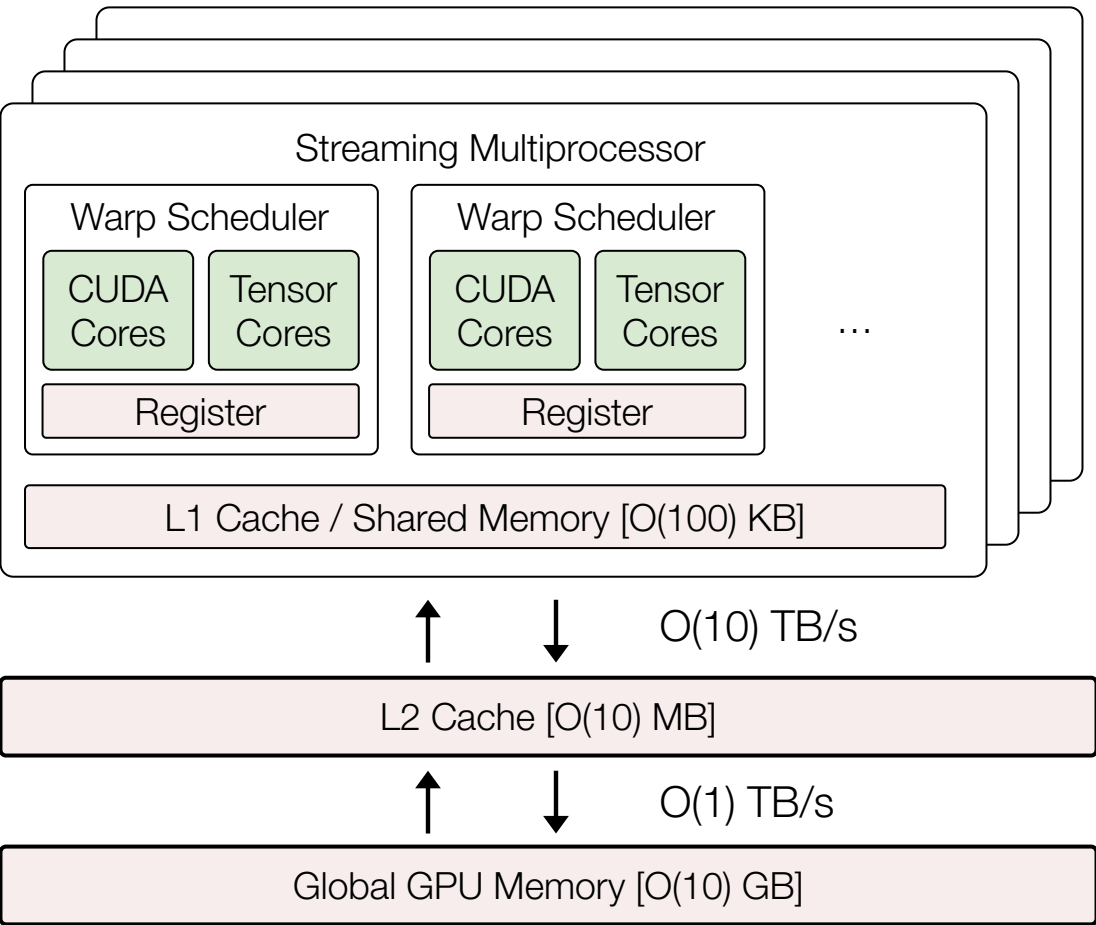 Streaming Multiprocessor
Warp Scheduler
CUDA
Cores
Tensor
Cores
Register
Warp Scheduler
CUDA
Cores
Tensor
Cores
Register
...
L1 Cache / Shared Memory [O(100) KB]
O(10) TB/s
L2 Cache [O(10) MB]
O(1) TB/s
Global GPU Memory [O(10) GB]